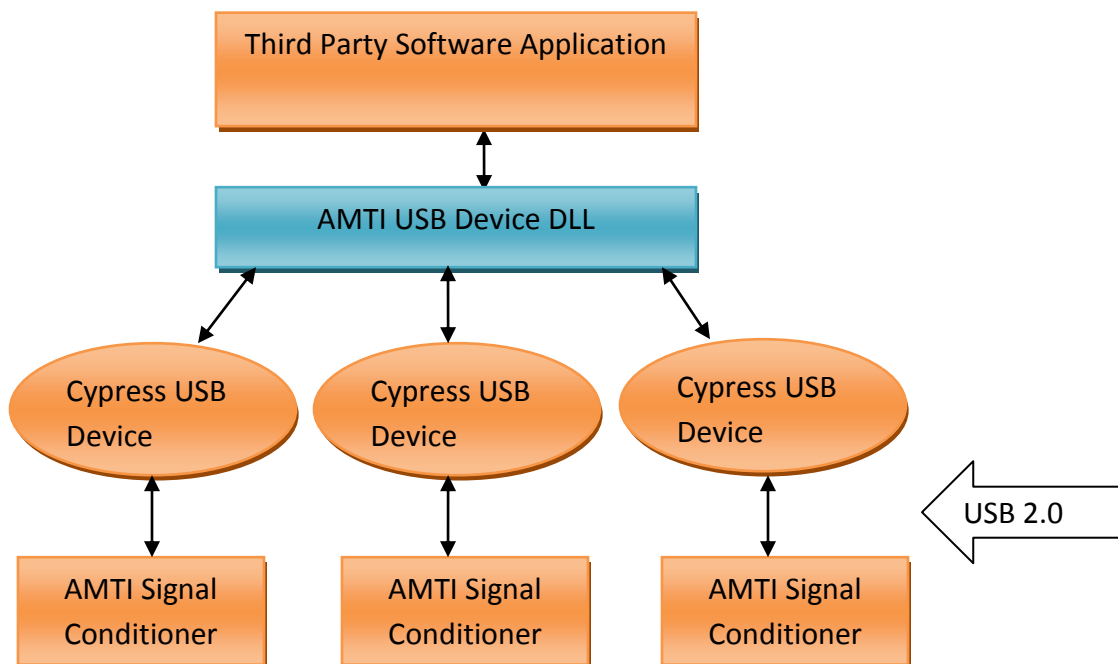 Third Party Software Application
AMTI USB Device DLL
Cypress USB
Device
Cypress USB
Device
Cypress USB
Device
USB 2.0
AMTI Signal
Conditioner
AMTI Signal
Conditioner
AMTI Signal
Conditioner